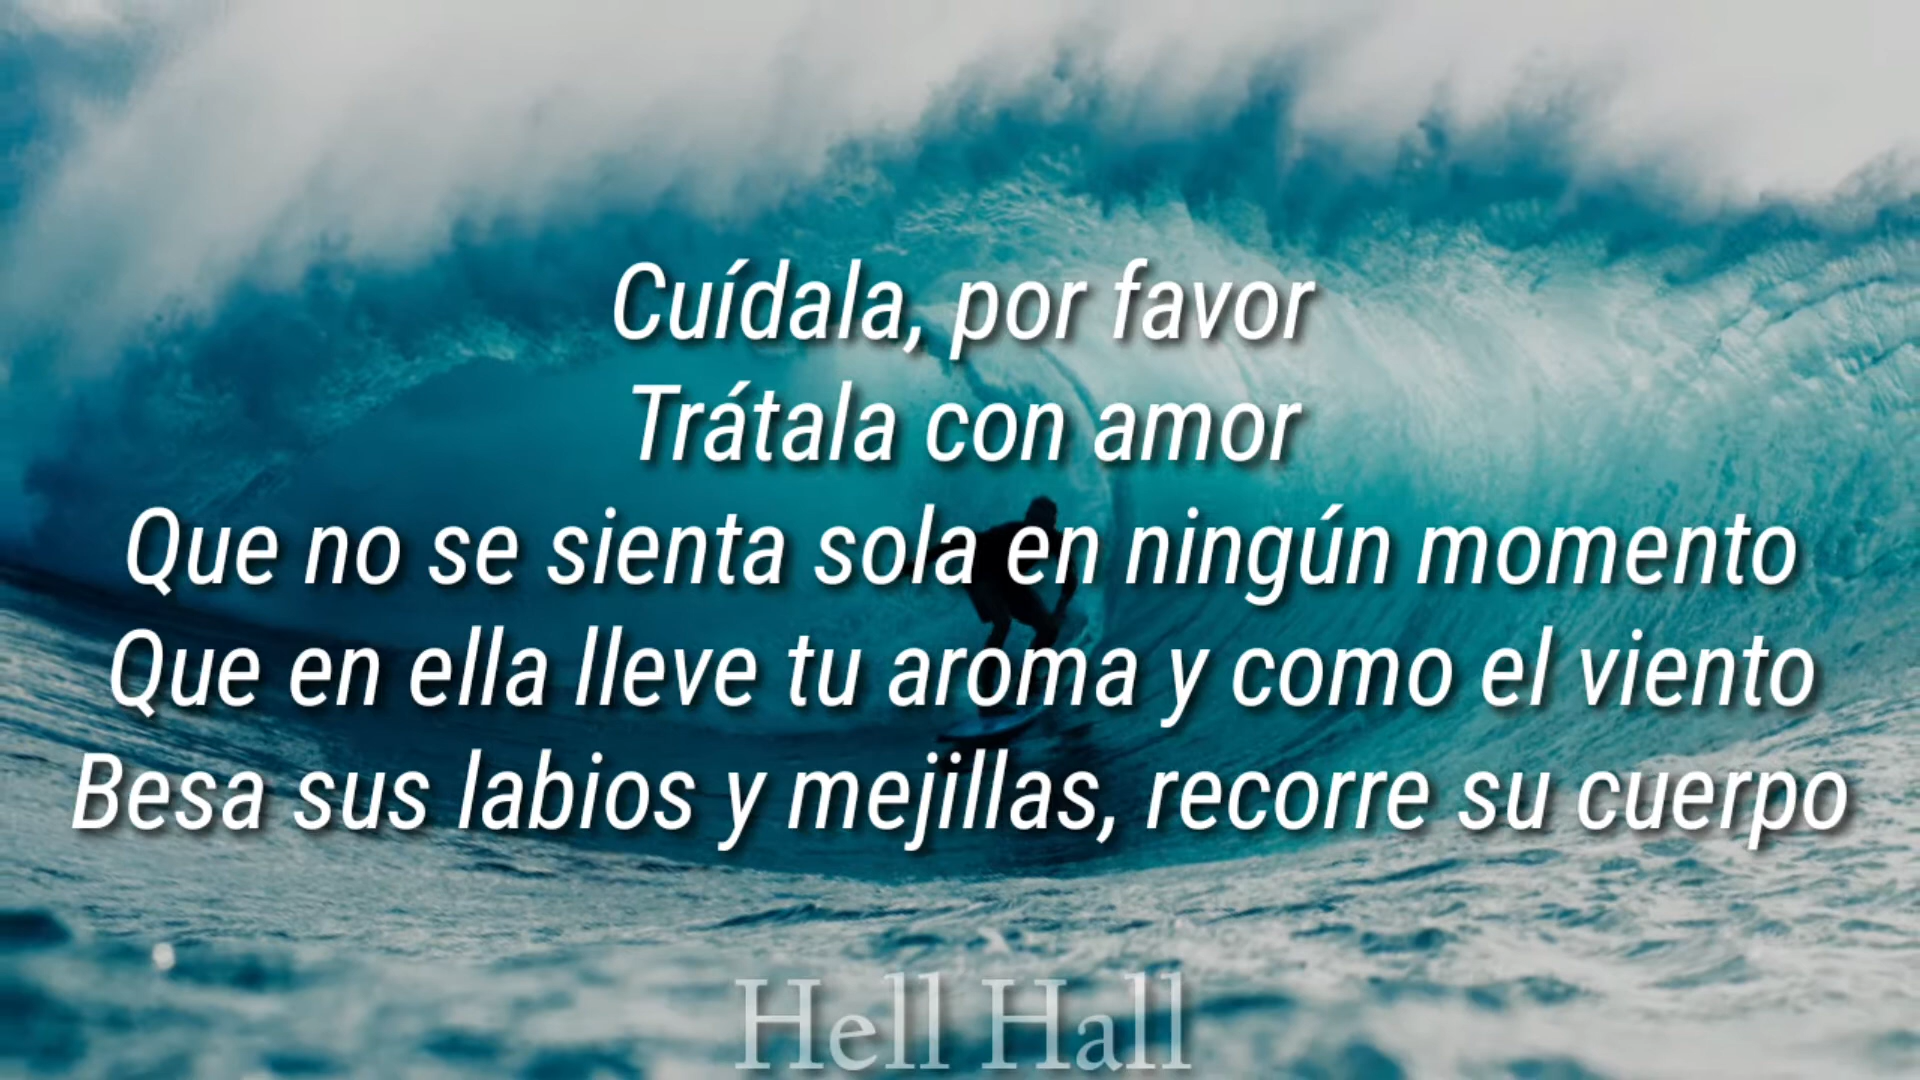 Cuídala, por favor
Trátala con amor
Que no se sienta sola en ningún momento
Que en ella lleve tu aroma y como el viento
Besa sus labios y mejillas, recorre su cuerpo
Hell Hall